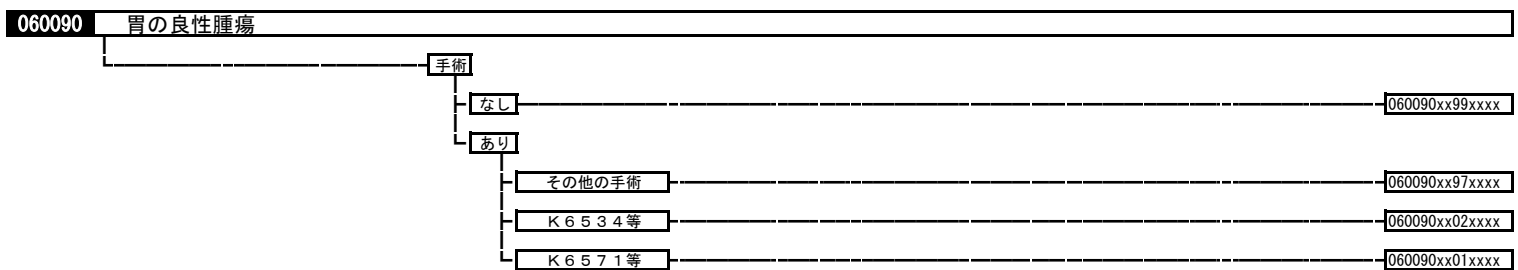 060090 胃の良性腫瘍
手術
なし 060090xx99xxxx
あり
その他の手術 060090xx97xxxx
K6534等 060090xx02xxxx
K6571等 060090xx01xxxx